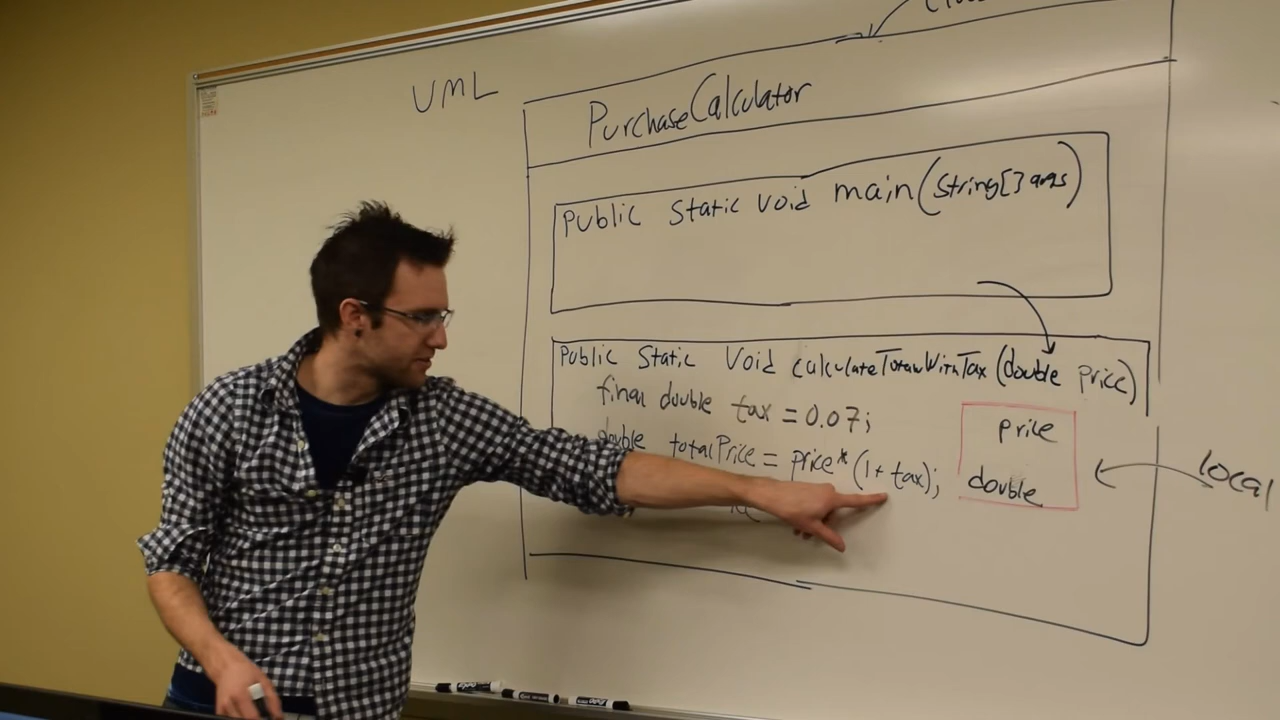 UML
PurchaseCalculator
Public Static void main(String[] args)
Public Static Void calculateTotalWithTax(double price)
final double tax = 0.07;
double totalPrice = price*(1+tax);
price
double
local